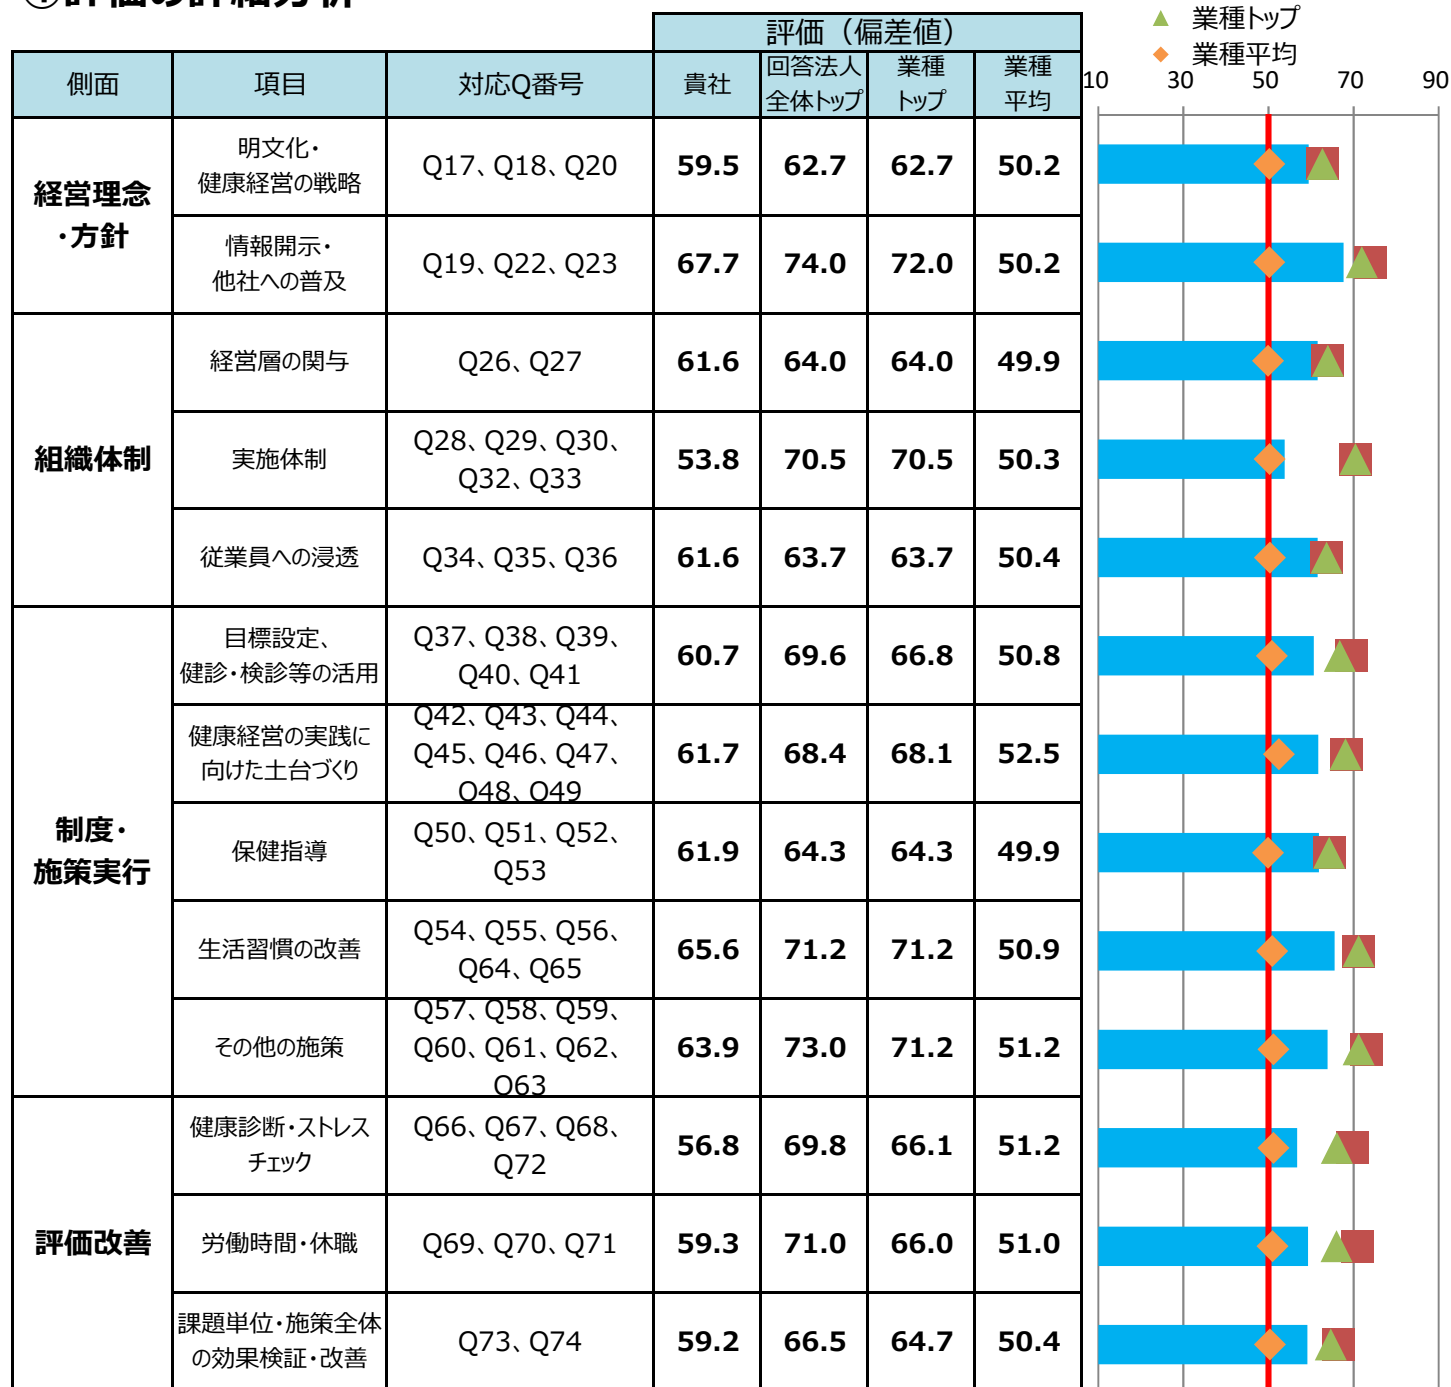 ①評価の詳細分析
▲ 業種トップ
◆ 業種平均
評価（偏差値）
側面 項目 対応Q番号 貴社 回答法人 業種 業種
全体トップ トップ 平均
10 30 50 70 90
経営理念
・方針
明文化・
健康経営の戦略
Q17、Q18、Q20 59.5 62.7 62.7 50.2
情報開示・
他社への普及
Q19、Q22、Q23 67.7 74.0 72.0 50.2
組織体制
経営層の関与 Q26、Q27 61.6 64.0 64.0 49.9
実施体制
Q28、Q29、Q30、
Q32、Q33
53.8 70.5 70.5 50.3
従業員への浸透 Q34、Q35、Q36 61.6 63.7 63.7 50.4
制度・
施策実行
目標設定、
健診・検診等の活用
Q37、Q38、Q39、
Q40、Q41
60.7 69.6 66.8 50.8
健康経営の実践に
向けた土台づくり
Q42、Q43、Q44、
Q45、Q46、Q47、
Q48、Q49
61.7 68.4 68.1 52.5
保健指導
Q50、Q51、Q52、
Q53
61.9 64.3 64.3 49.9
生活習慣の改善
Q54、Q55、Q56、
Q64、Q65
65.6 71.2 71.2 50.9
その他の施策
Q57、Q58、Q59、
Q60、Q61、Q62、
Q63
63.9 73.0 71.2 51.2
評価改善
健康診断・ストレス
チェック
Q66、Q67、Q68、
Q72
56.8 69.8 66.1 51.2
労働時間・休職 Q69、Q70、Q71 59.3 71.0 66.0 51.0
課題単位・施策全体
の効果検証・改善
Q73、Q74 59.2 66.5 64.7 50.4